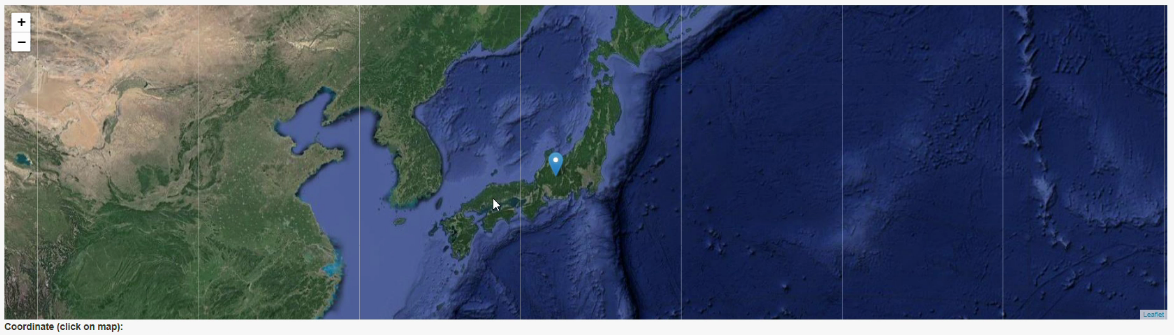 +
−
Leaflet
Coordinate (click on map):